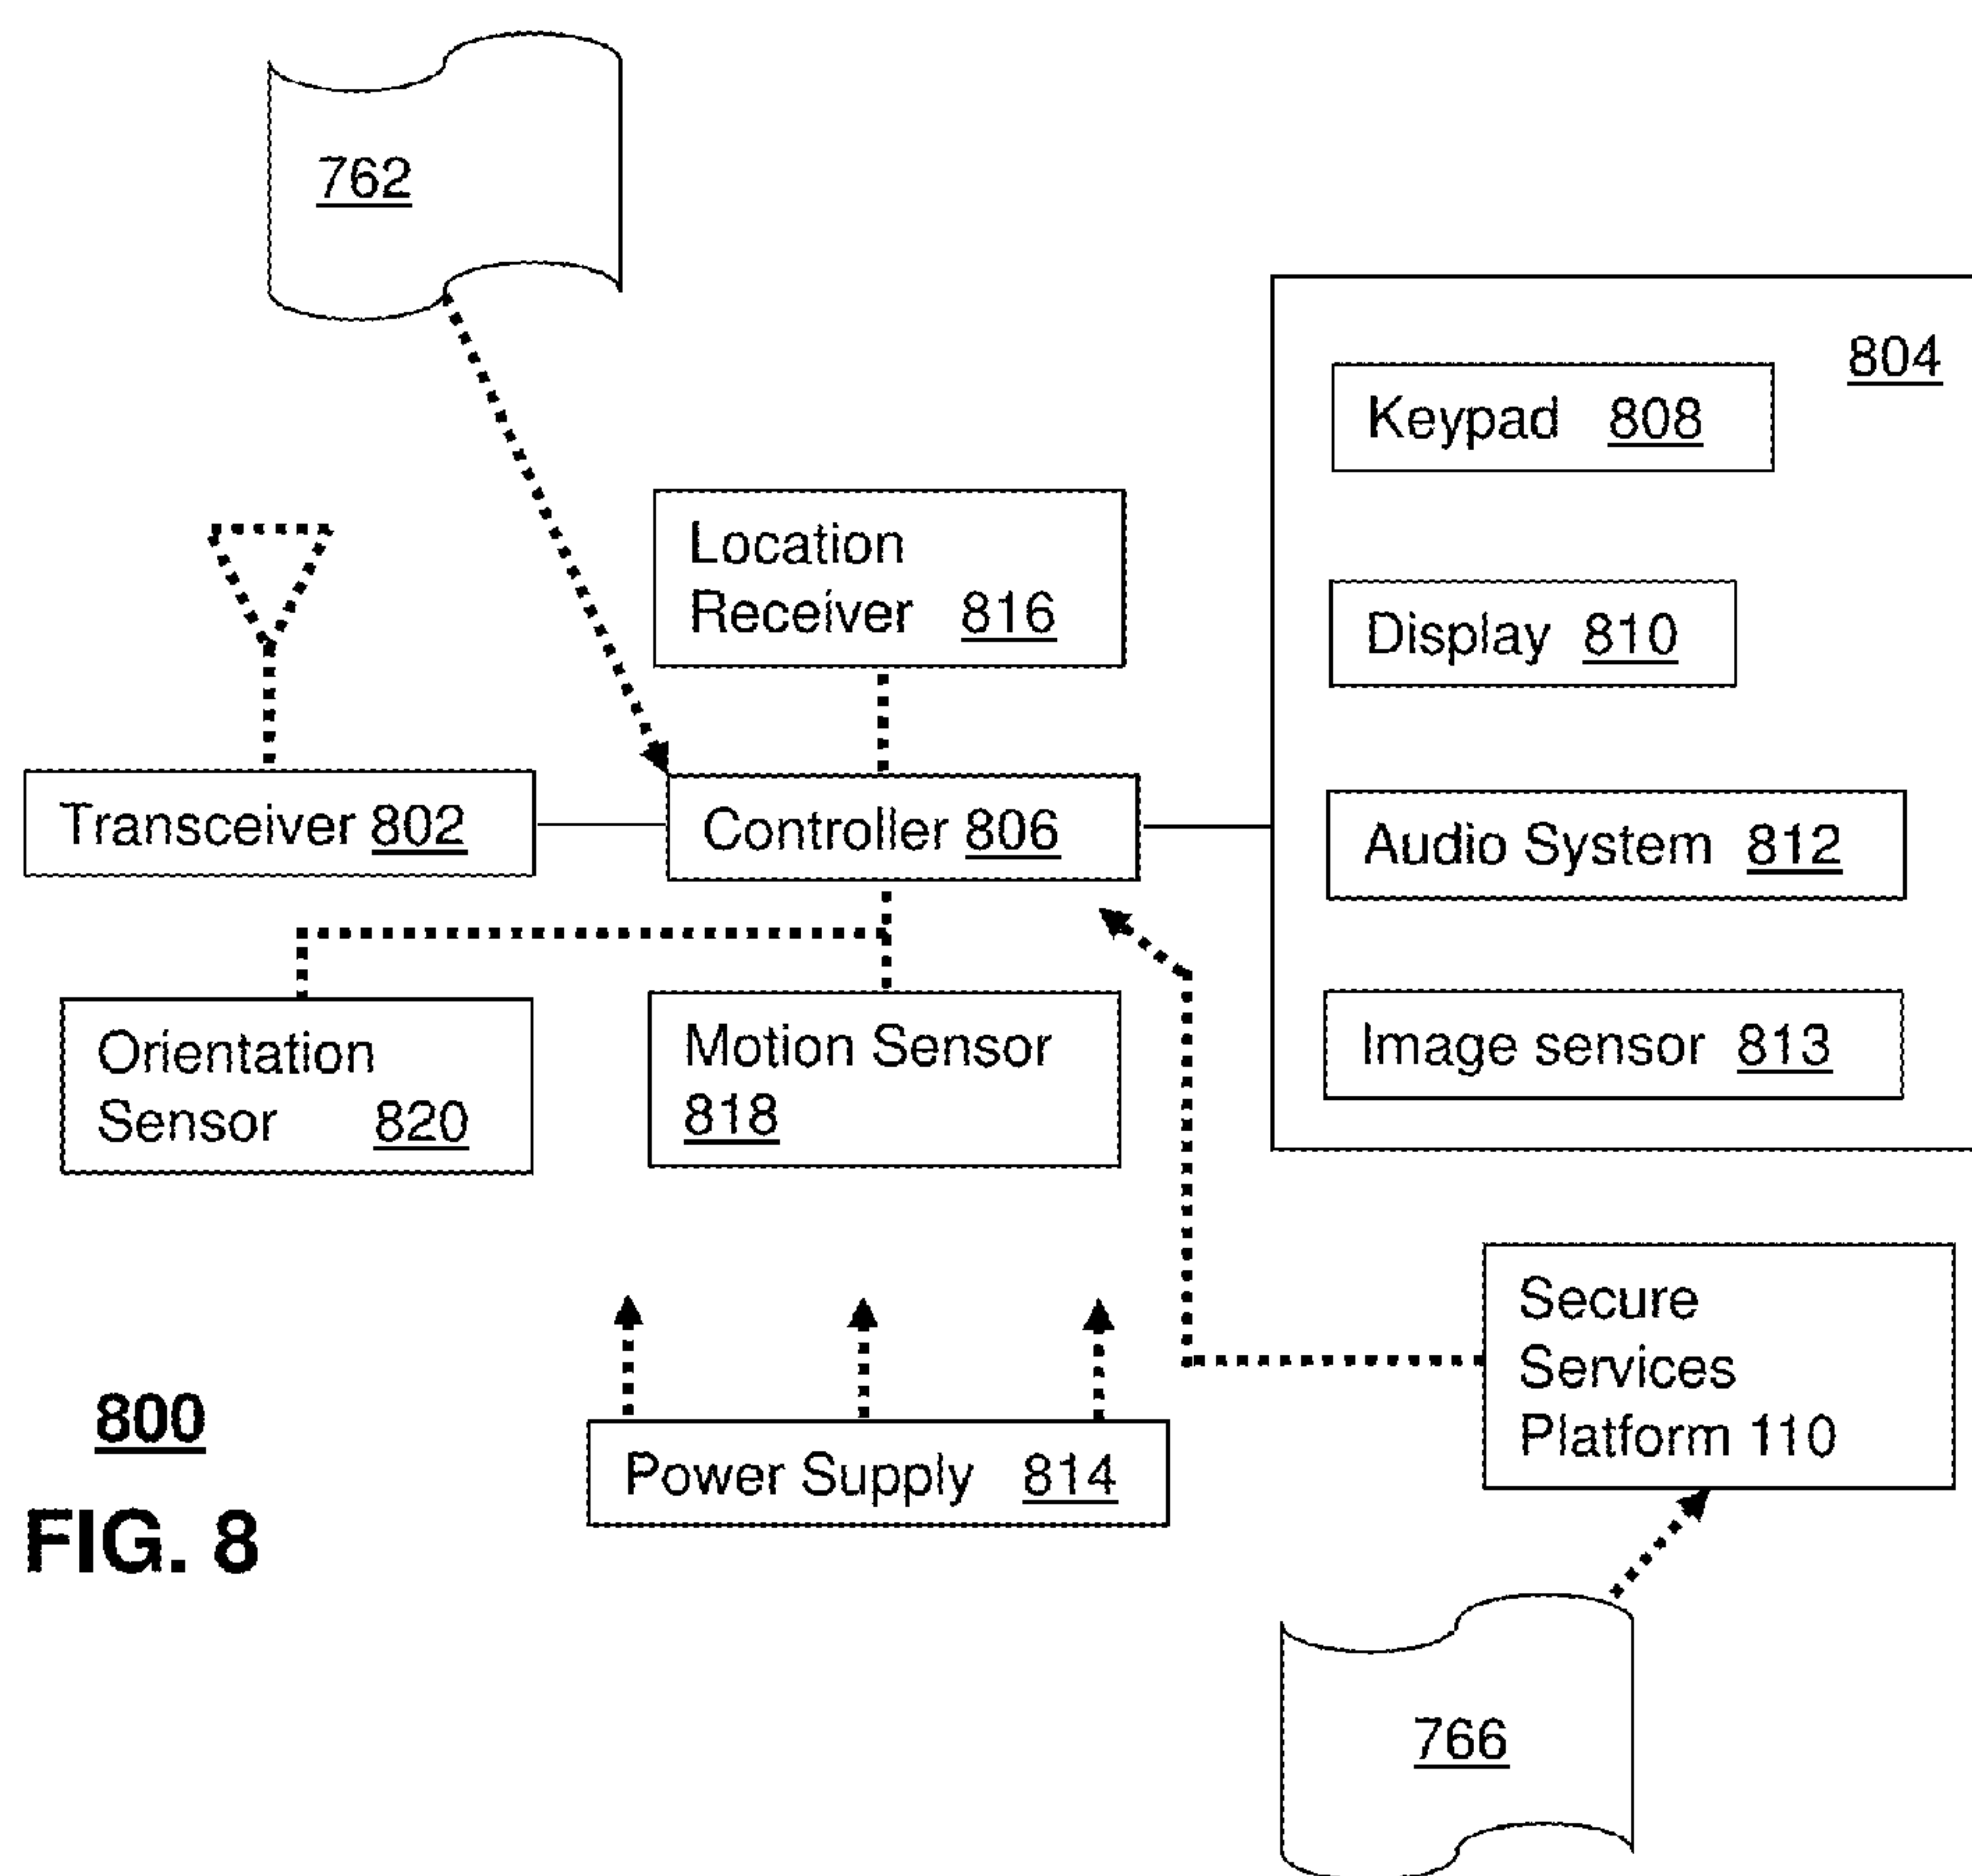 762
804
Keypad 808
Location
Receiver 816
Display 810
Transceiver 802
Controller 806
Audio System 812
Orientation
Sensor 820
Motion Sensor
818
Image sensor 813
Secure
Services
Platform 110
800
Power Supply 814
FIG. 8
766